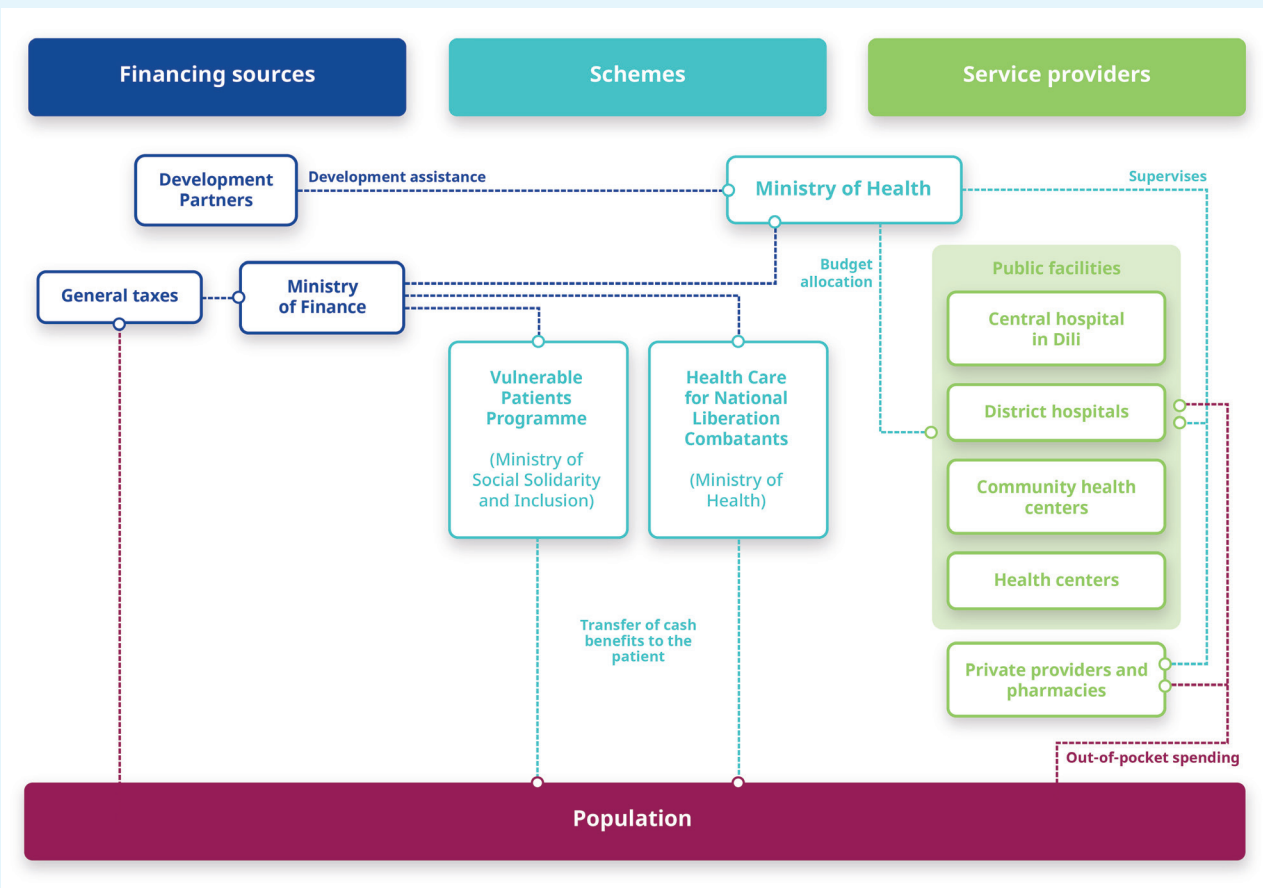 Financing sources
Schemes
Service providers
Development
Partners
Development assistance
Ministry of Health
Supervises
General taxes
Ministry
of Finance
Budget
allocation
Public facilities
Central hospital
in Dili
District hospitals
Community health
centers
Health centers
Vulnerable
Patients
Programme
(Ministry of
Social Solidarity
and Inclusion)
Health Care
for National
Liberation
Combatants
(Ministry of
Health)
Transfer of cash
benefits to the
patient
Private providers and
pharmacies
Out-of-pocket spending
Population